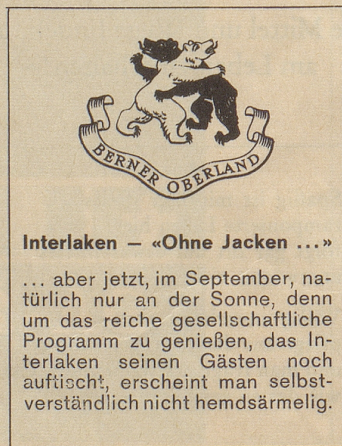 BERNER OBERLAND
Interlaken — «Ohne Jacken ...»
... aber jetzt, im September, na-
türlich nur an der Sonne, denn
um das reiche gesellschaftliche
Programm zu genießen, das In-
terlaken seinen Gästen noch
auftischt, erscheint man selbst-
verständlich nicht hemdsärmelig.